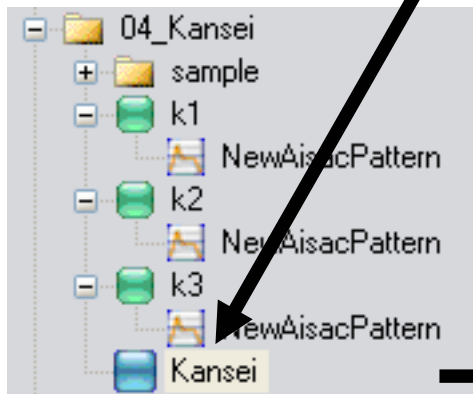 04_Kansei
sample
k1
NewAisacPattern
k2
NewAisacPattern
k3
NewAisacPattern
Kansei